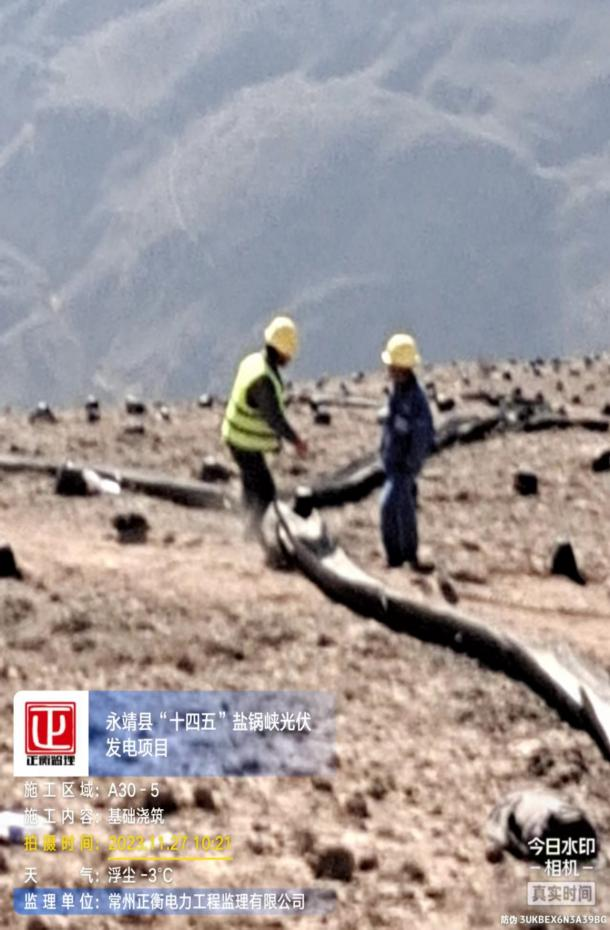 永靖县“十四五”盐锅峡光伏
发电项目
正衡管理
施工区域：A30-5
施工内容：基础浇筑
拍摄时间：2023.11.27 10:21
天气：浮尘 -3℃
监理单位：常州正衡电力工程监理有限公司
今日水印
相机
真实时间
防伪 3UKBEX6N3A39BG